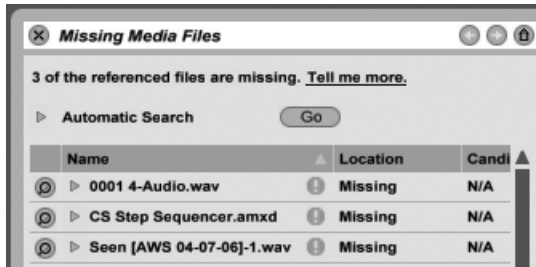 Missing Media Files
3 of the referenced files are missing. Tell me more.
Automatic Search Go
Name Location Candi
0001 4-Audio.wav Missing N/A
CS Step Sequencer.amxd Missing N/A
Seen [AWS 04-07-06]-1.wav Missing N/A